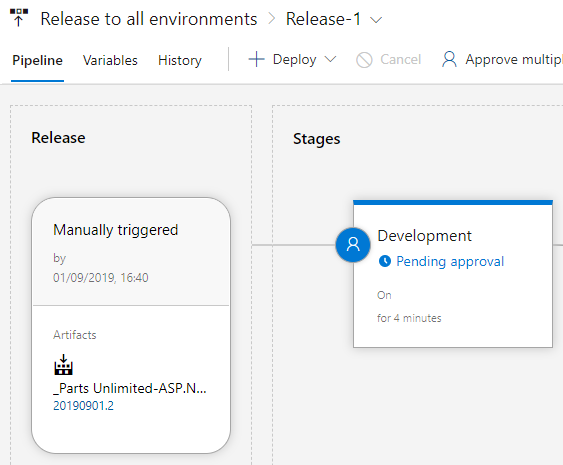 Release to all environments > Release-1
Pipeline Variables History + Deploy Cancel Approve multipl
Release
Stages
Manually triggered
by
01/09/2019, 16:40
Artifacts
_Parts Unlimited-ASP.N...
20190901.2
Development
Pending approval
On
for 4 minutes